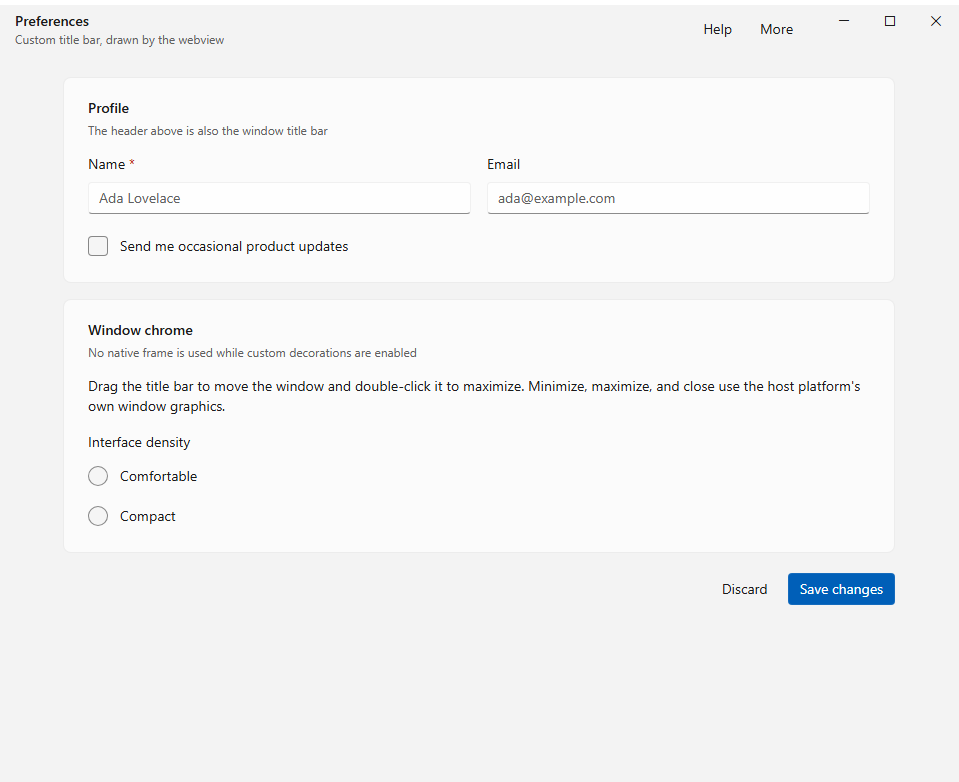 Preferences
Custom title bar, drawn by the webview
Help
More
Profile
The header above is also the window title bar
Name *
Email
Ada Lovelace
ada@example.com
Send me occasional product updates
Window chrome
No native frame is used while custom decorations are enabled
Drag the title bar to move the window and double-click it to maximize. Minimize, maximize, and close use the host platform's
own window graphics.
Interface density
Comfortable
Compact
Discard
Save changes